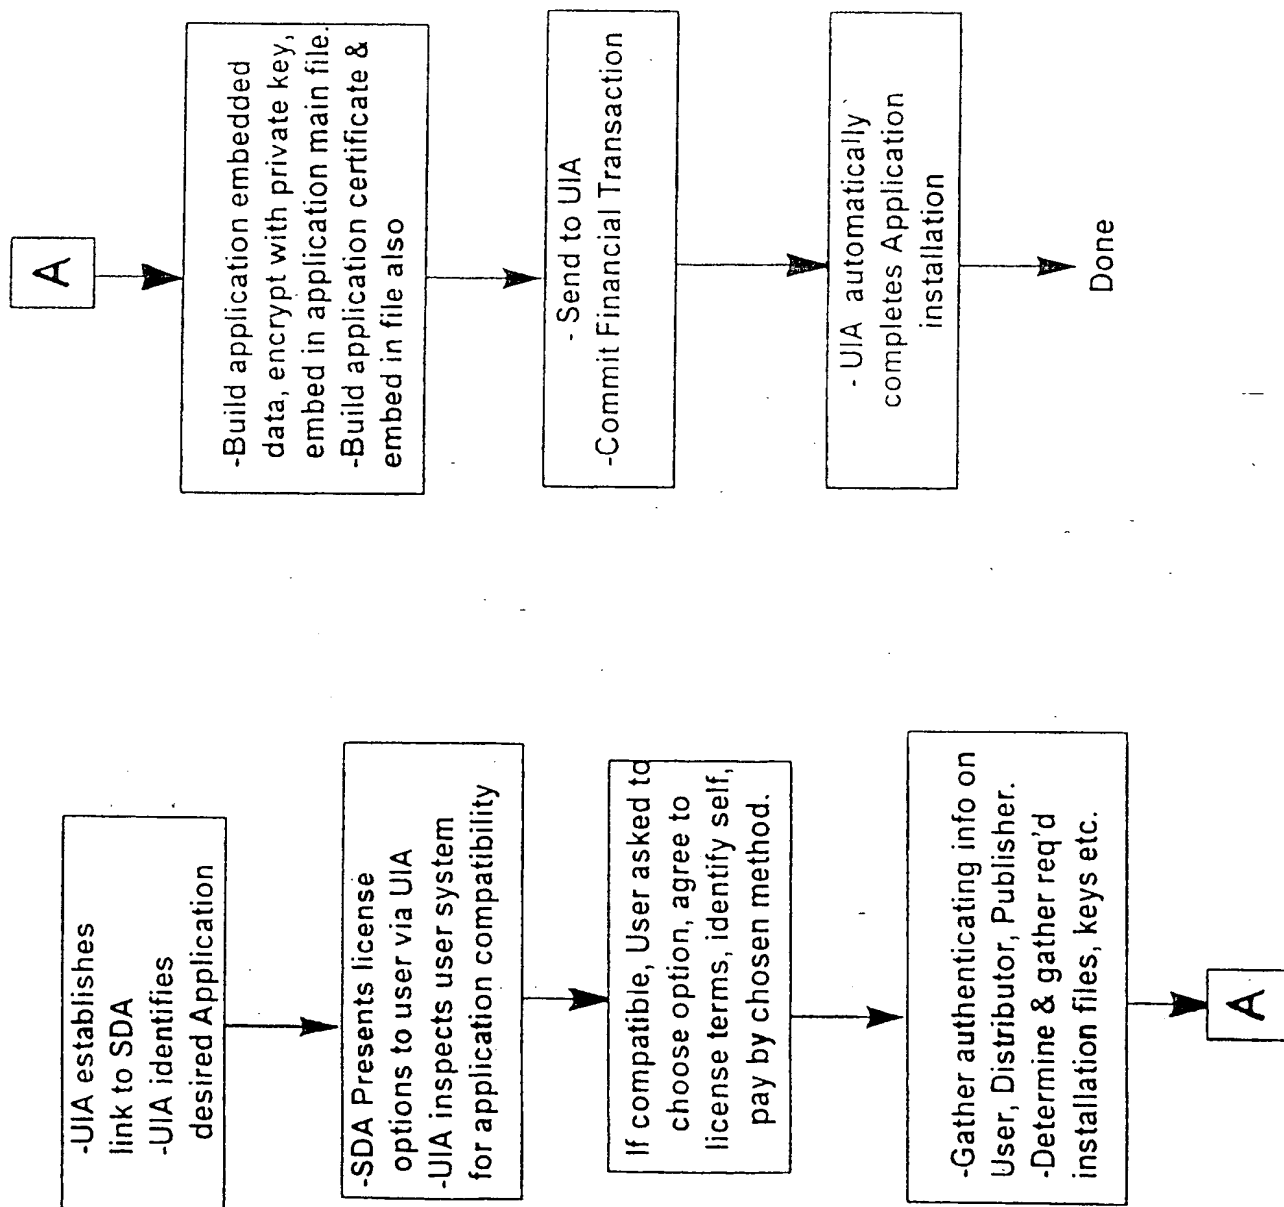 -UIA establishes
link to SDA
-UIA identifies
desired Application
-SDA Presents license
options to user via UIA
-UIA inspects user system
for application compatibility
If compatible, User asked to
choose option, agree to
license terms, identify self,
pay by chosen method.
-Gather authenticating info on
User, Distributor, Publisher.
-Determine & gather req'd
installation files, keys etc.
A
A
-Build application embedded
data, encrypt with private key,
embed in application main file.
-Build application certificate &
embed in file also
- Send to UIA
-Commit Financial Transaction
- UIA automatically
completes Application
installation
Done